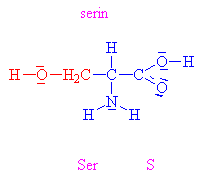 serin
H
H–O–H₂C–C–C O–H
O
H N H
Ser S